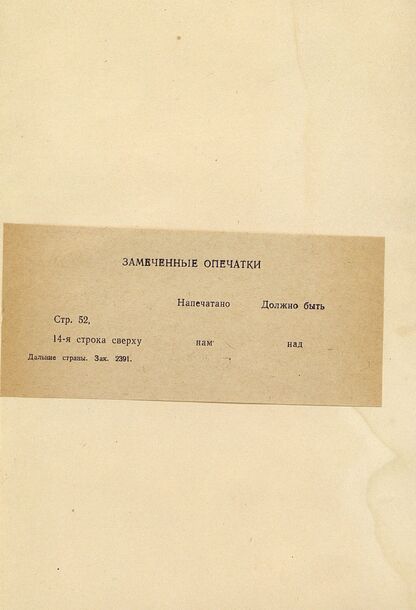 ЗАМЕЧЕННЫЕ ОПЕЧАТКИ
Напечатано Должно быть
Стр. 52,
14-я строка сверху нам над
Дальние страны. Зак. 2391.